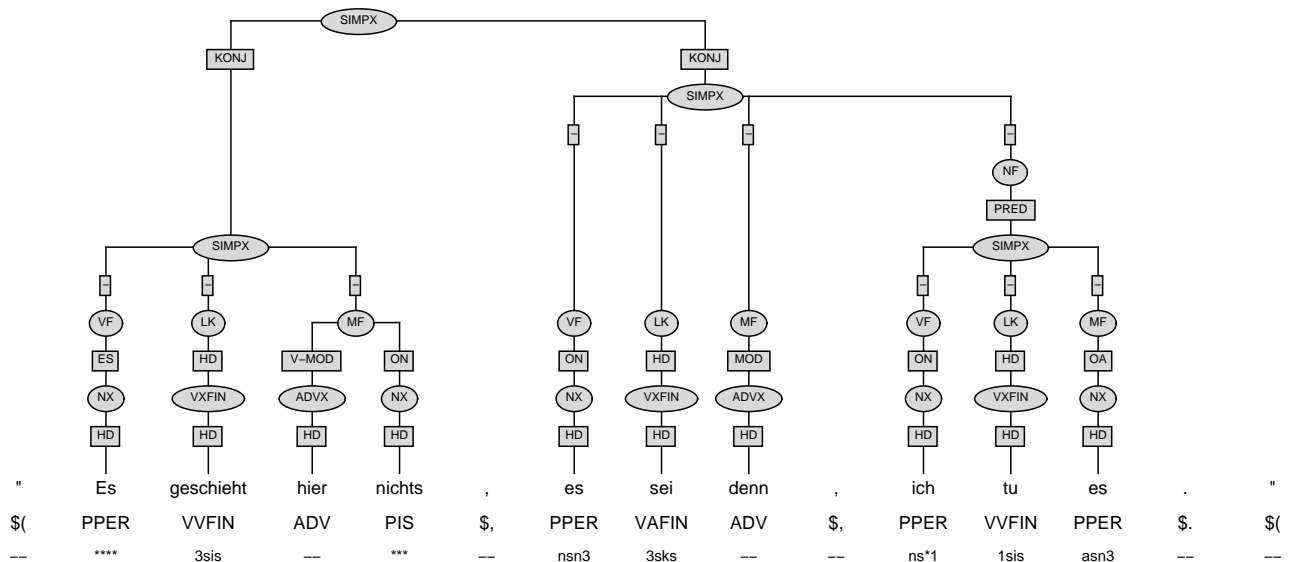 SIMPX
KONJ KONJ
SIMPX
– – – –
NF
PRED
SIMPX SIMPX
– – – – – –
VF LK MF VF LK MF VF LK MF
ES HD V−MOD ON ON HD MOD ON HD OA
NX VXFIN ADVX NX NX VXFIN ADVX NX VXFIN NX
HD HD HD HD HD HD HD HD HD HD
" Es geschieht hier nichts , es sei denn , ich tu es . "
$( PPER VVFIN ADV PIS $, PPER VAFIN ADV $, PPER VVFIN PPER $. $(
−− **** 3sis −− *** −− nsn3 3sks −− −− ns*1 1sis asn3 −− −−